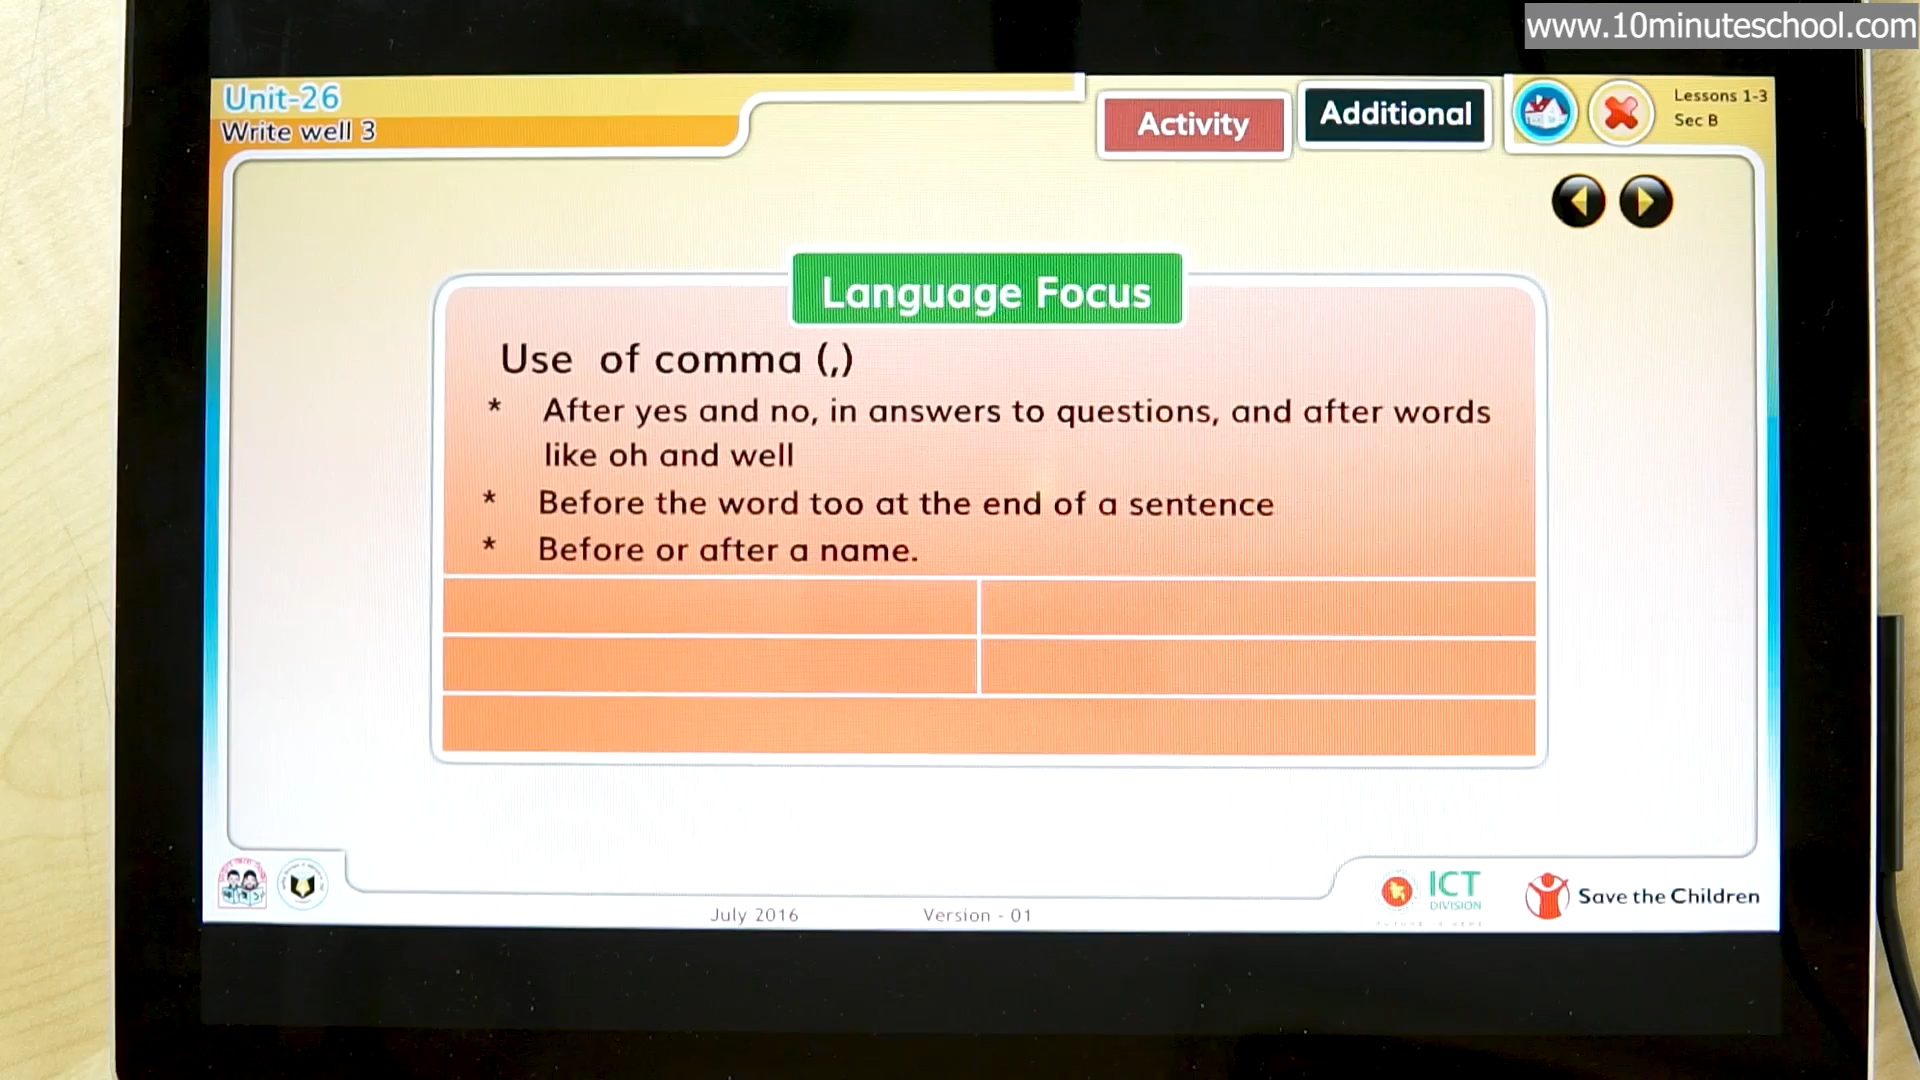 www.10minuteschool.com
Unit-26
Write well 3
Activity
Additional
Lessons 1-3
Sec B
Language Focus
Use of comma (,)
* After yes and no, in answers to questions, and after words
like oh and well
* Before the word too at the end of a sentence
* Before or after a name.
ICT
DIVISION
Save the Children
July 2016
Version - 01